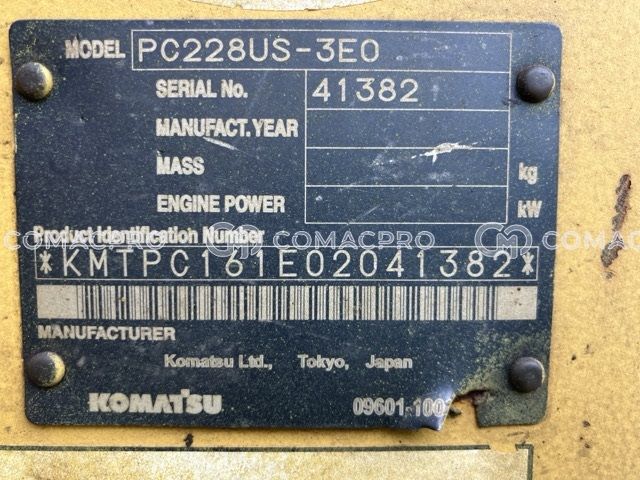 MODEL PC228US-3E0
SERIAL No. 41382
MANUFACT.YEAR
MASS kg
ENGINE POWER kW
Product Identification Number
COMACPRO COMACPRO COMACPRO
*KMTPC161E02041382*
MANUFACTURER
Komatsu Ltd., Tokyo, Japan
KOMATSU 09601-100